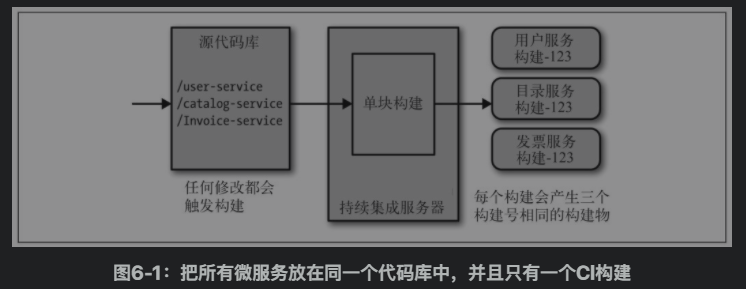 源代码库
/user-service
/catalog-service
/Invoice-service
任何修改都会
触发构建
单块构建
持续集成服务器
用户服务
构建-123
目录服务
构建-123
发票服务
构建-123
每个构建会产生三个
构建号相同的构建物
图6-1：把所有微服务放在同一个代码库中，并且只有一个CI构建